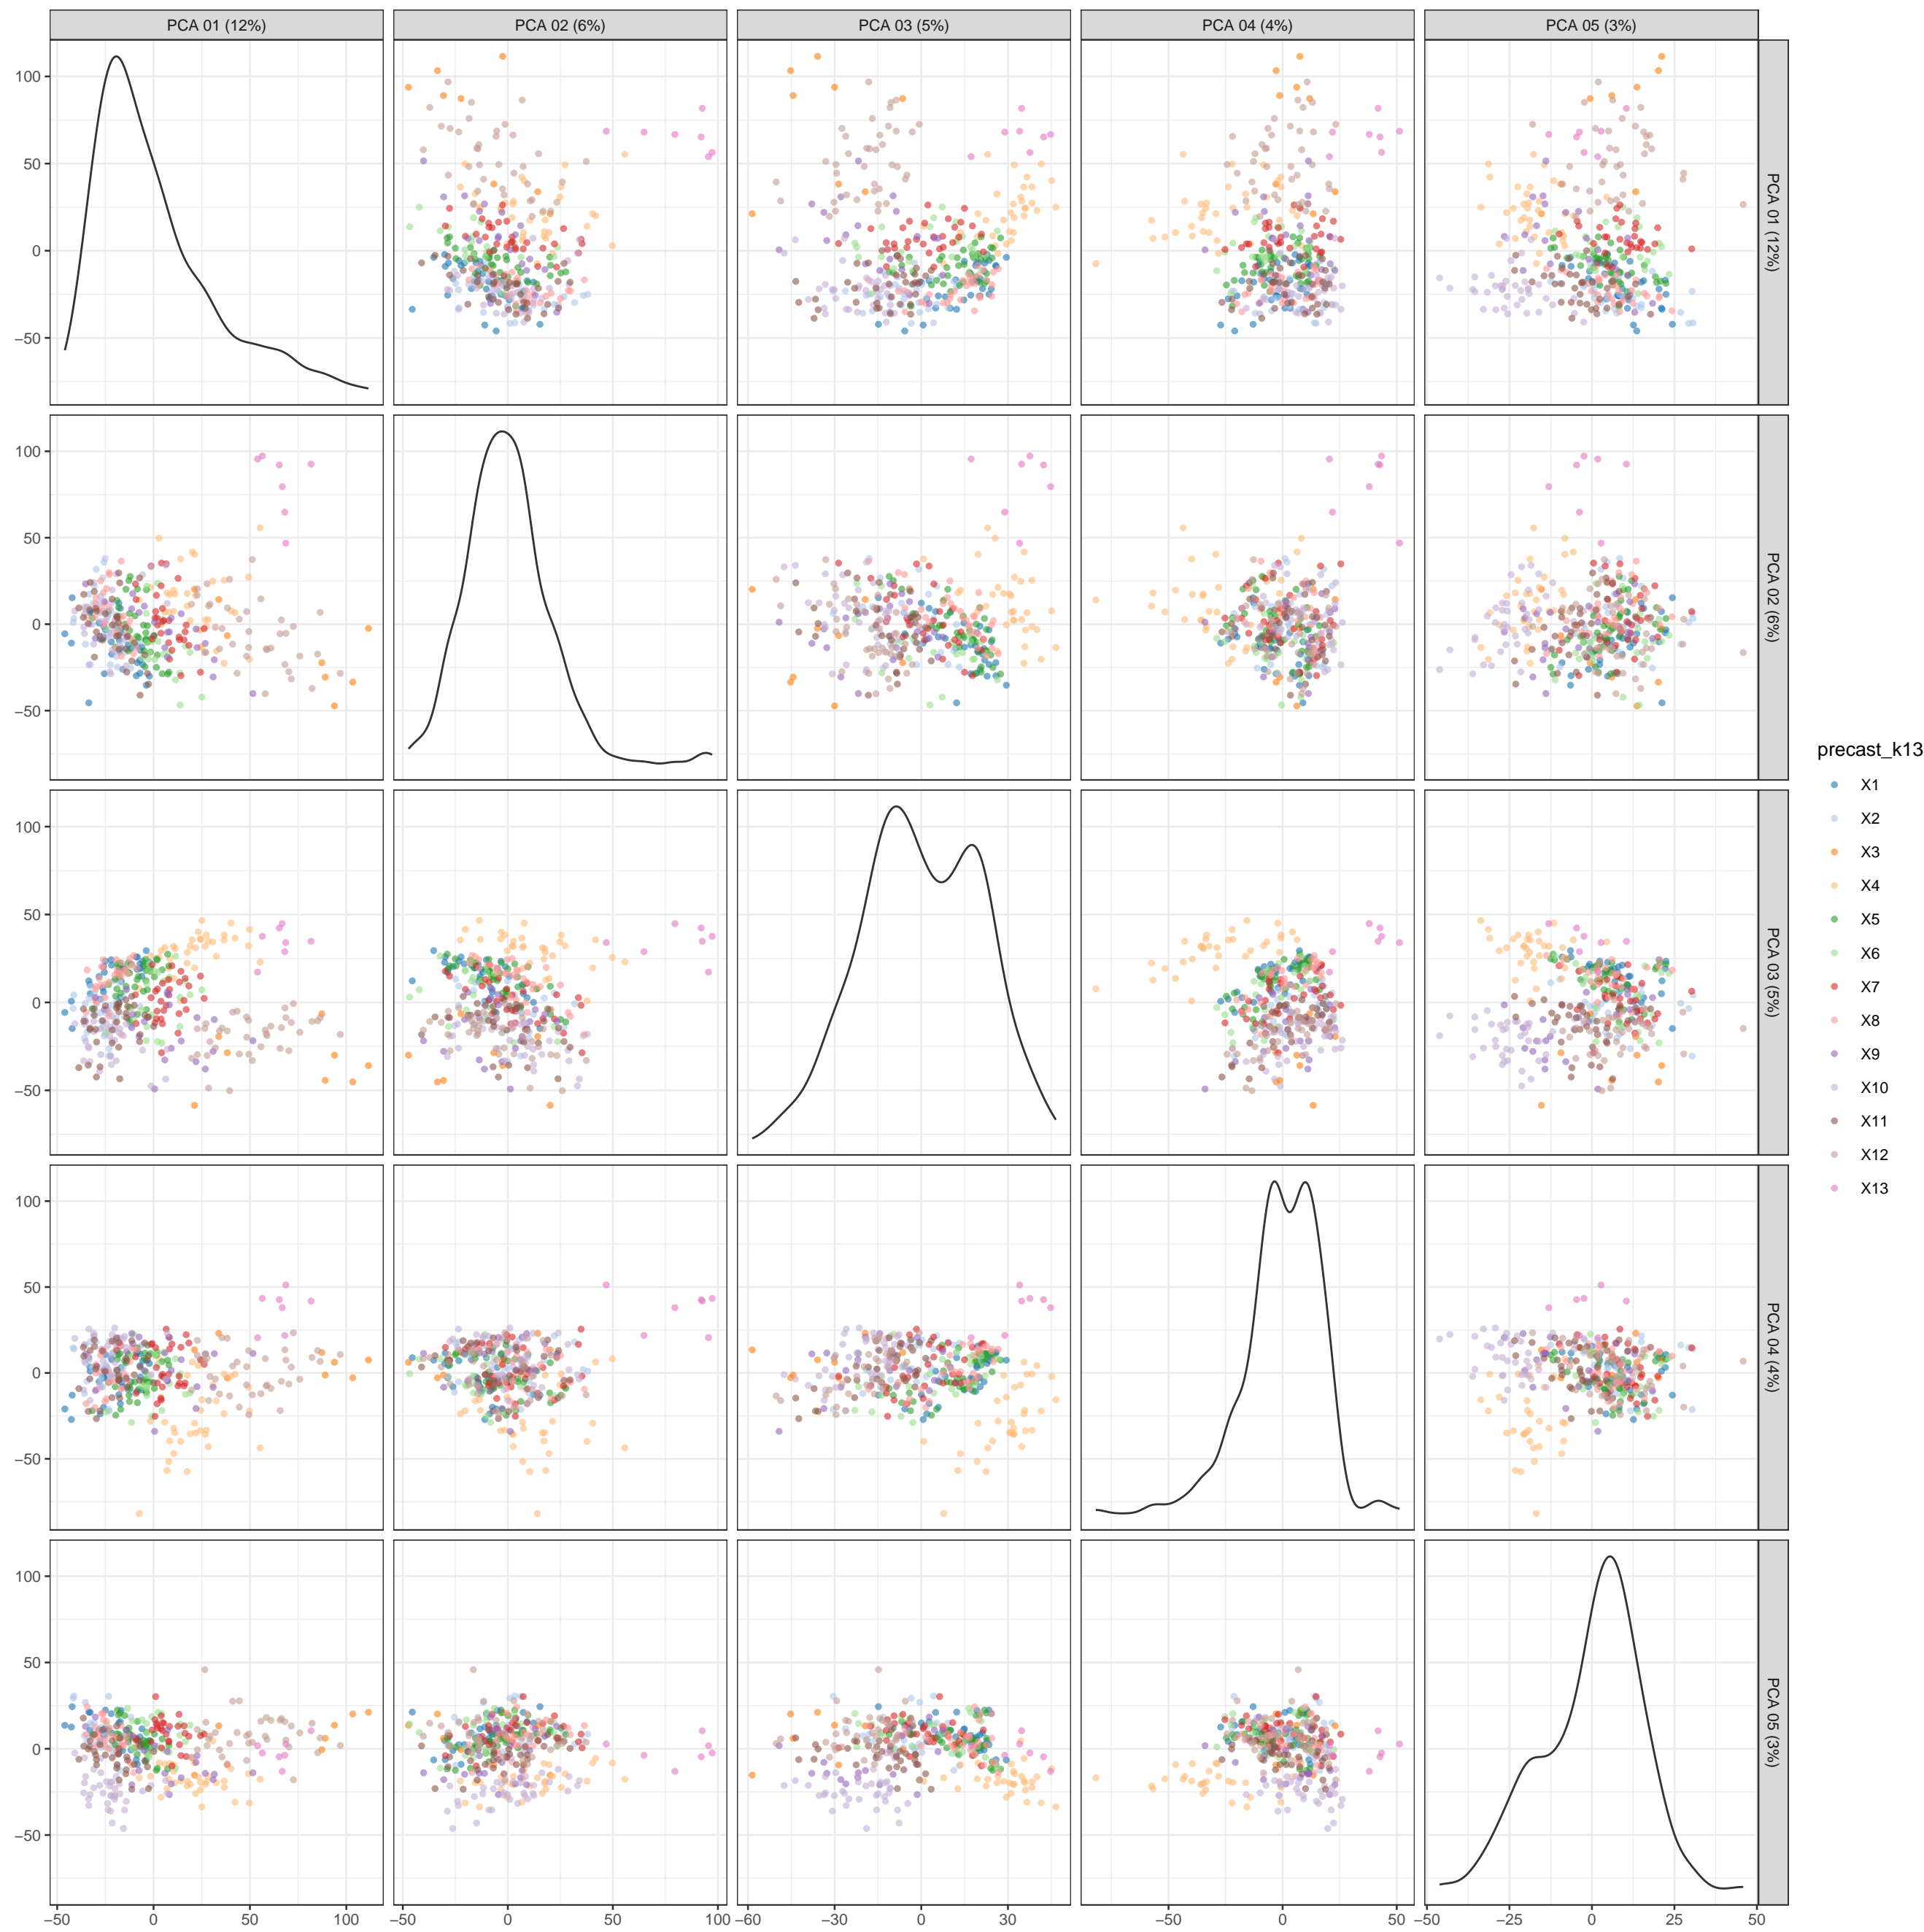 PCA 01 (12%) PCA 02 (6%) PCA 03 (5%) PCA 04 (4%) PCA 05 (3%)
100
50
0
−50
PCA 01 (12%)
100
50
0
−50
PCA 02 (6%)
100
50
0
−50
PCA 03 (5%)
100
50
0
−50
PCA 04 (4%)
100
50
0
−50
PCA 05 (3%)
−50 0 50 100 −50 0 50 100 −60 −30 0 30 −50 0 50 −50 −25 0 25 50
precast_k13
X1
X2
X3
X4
X5
X6
X7
X8
X9
X10
X11
X12
X13